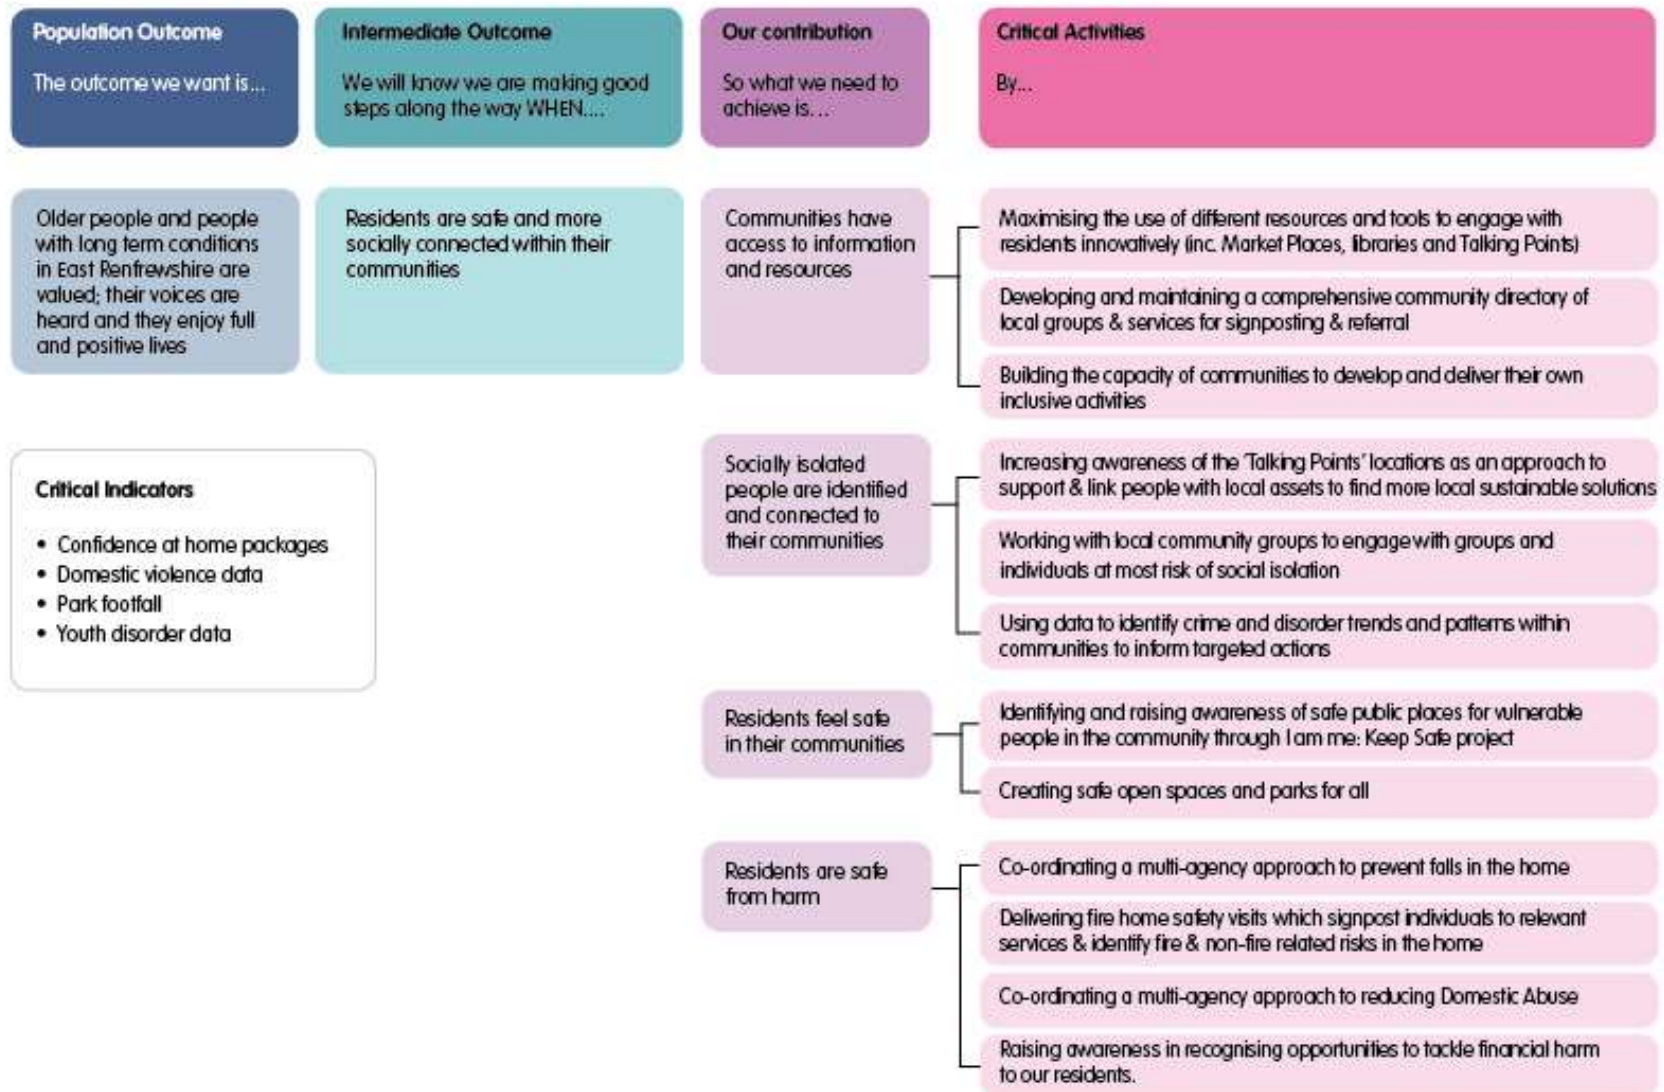 Population Outcome
The outcome we want is...
Intermediate Outcome
We will know we are making good
steps along the way WHEN....
Our contribution
So what we need to
achieve is...
Critical Activities
By...
Older people and people
with long term conditions
in East Renfrewshire are
valued; their voices are
heard and they enjoy full
and positive lives
Residents are safe and more
socially connected within their
communities
Communities have
access to information
and resources
Maximising the use of different resources and tools to engage with
residents innovatively (inc. Market Places, libraries and Talking Points)
Developing and maintaining a comprehensive community directory of
local groups & services for signposting & referral
Building the capacity of communities to develop and deliver their own
inclusive activities
Critical Indicators
• Confidence at home packages
• Domestic violence data
• Park footfall
• Youth disorder data
Socially isolated
people are identified
and connected to
their communities
Increasing awareness of the 'Talking Points' locations as an approach to
support & link people with local assets to find more local sustainable solutions
Working with local community groups to engage with groups and
individuals at most risk of social isolation
Using data to identify crime and disorder trends and patterns within
communities to inform targeted actions
Residents feel safe
in their communities
Identifying and raising awareness of safe public places for vulnerable
people in the community through I am me: Keep Safe project
Creating safe open spaces and parks for all
Residents are safe
from harm
Co-ordinating a multi-agency approach to prevent falls in the home
Delivering fire home safety visits which signpost individuals to relevant
services & identify fire & non-fire related risks in the home
Co-ordinating a multi-agency approach to reducing Domestic Abuse
Raising awareness in recognising opportunities to tackle financial harm
to our residents.